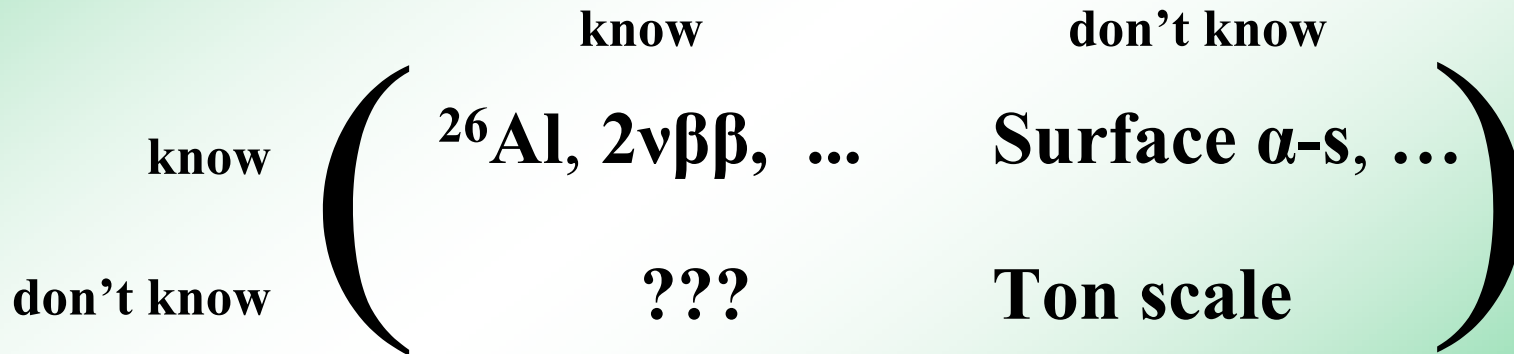 know don’t know
know ²⁶Al, 2νββ, ... Surface α-s, …
don’t know ??? Ton scale